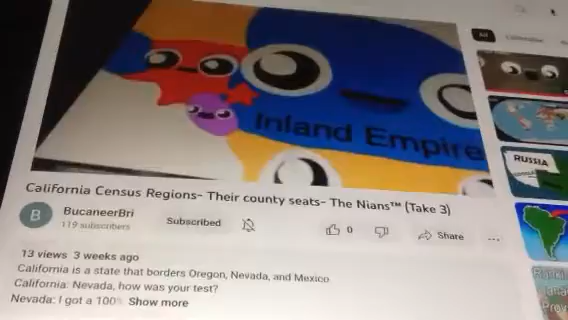 Inland Empire
All
RUSSIA
California Census Regions- Their county seats- The Nians™ (Take 3)
B
BucaneerBri
119 subscribers
Subscribed
0
Share
...
13 views 3 weeks ago
California is a state that borders Oregon, Nevada, and Mexico
California: Nevada, how was your test?
Nevada: I got a 100% Show more